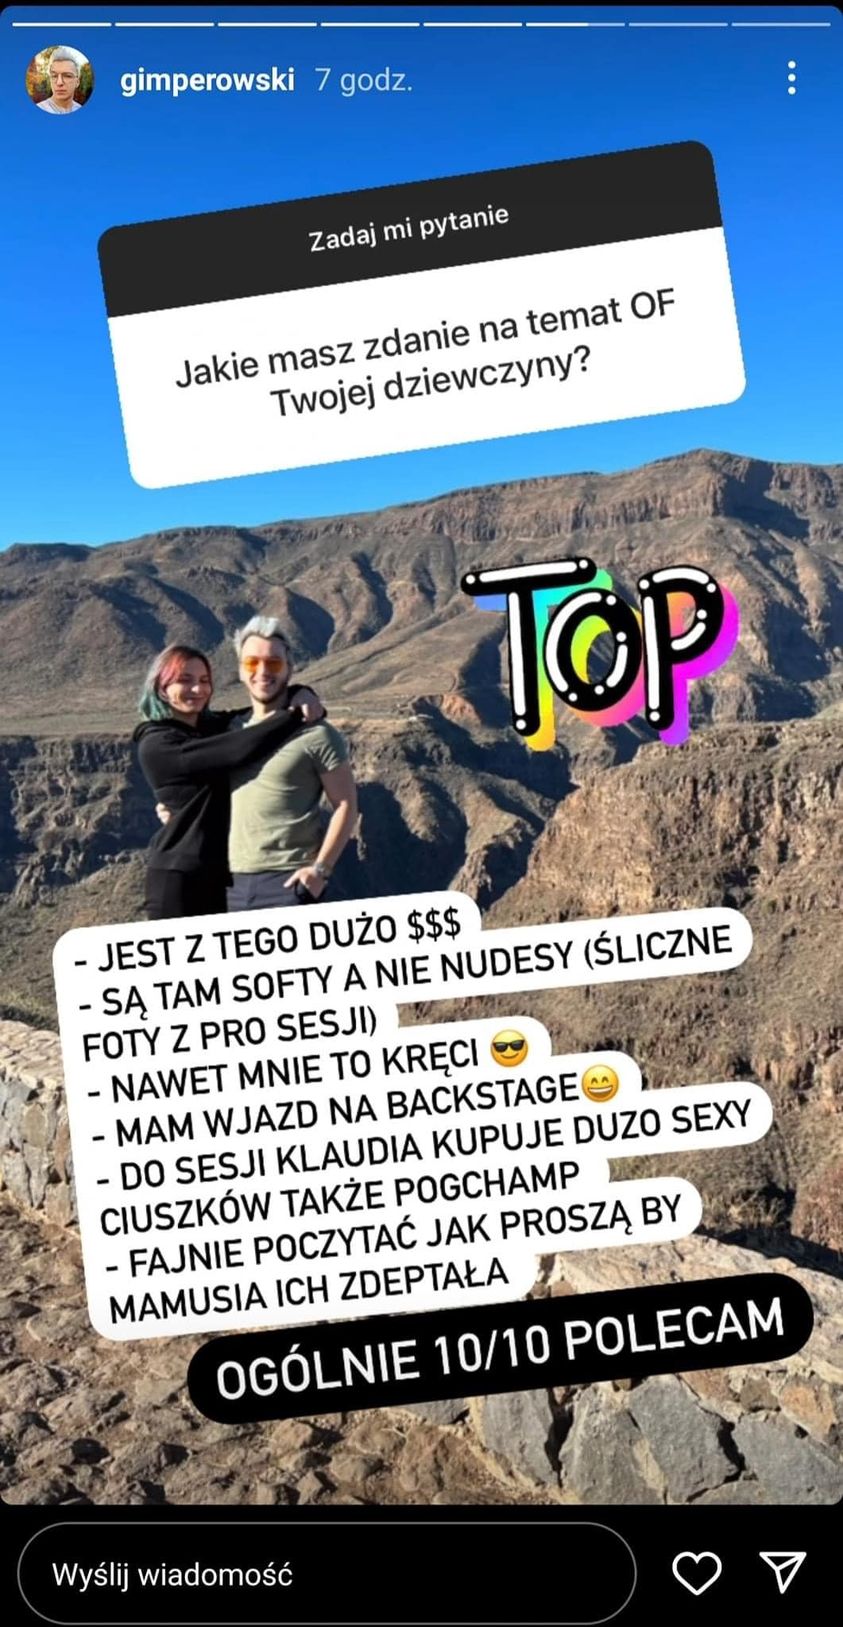 gimperowski 7 godz.
Zadaj mi pytanie
Jakie masz zdanie na temat OF
Twojej dziewczyny?
TOP
- JEST Z TEGO DUŻO $$$
- SĄ TAM SOFTY A NIE NUDESY (ŚLICZNE
FOTY Z PRO SESJI)
- NAWET MNIE TO KRĘCI 😎
- MAM WJAZD NA BACKSTAGE😄
- DO SESJI KLAUDIA KUPUJE DUZO SEXY
CIUSZKÓW TAKŻE POGCHAMP
- FAJNIE POCZYTAĆ JAK PROSZĄ BY
MAMUSIA ICH ZDEPTAŁA
OGÓLNIE 10/10 POLECAM
Wyślij wiadomość